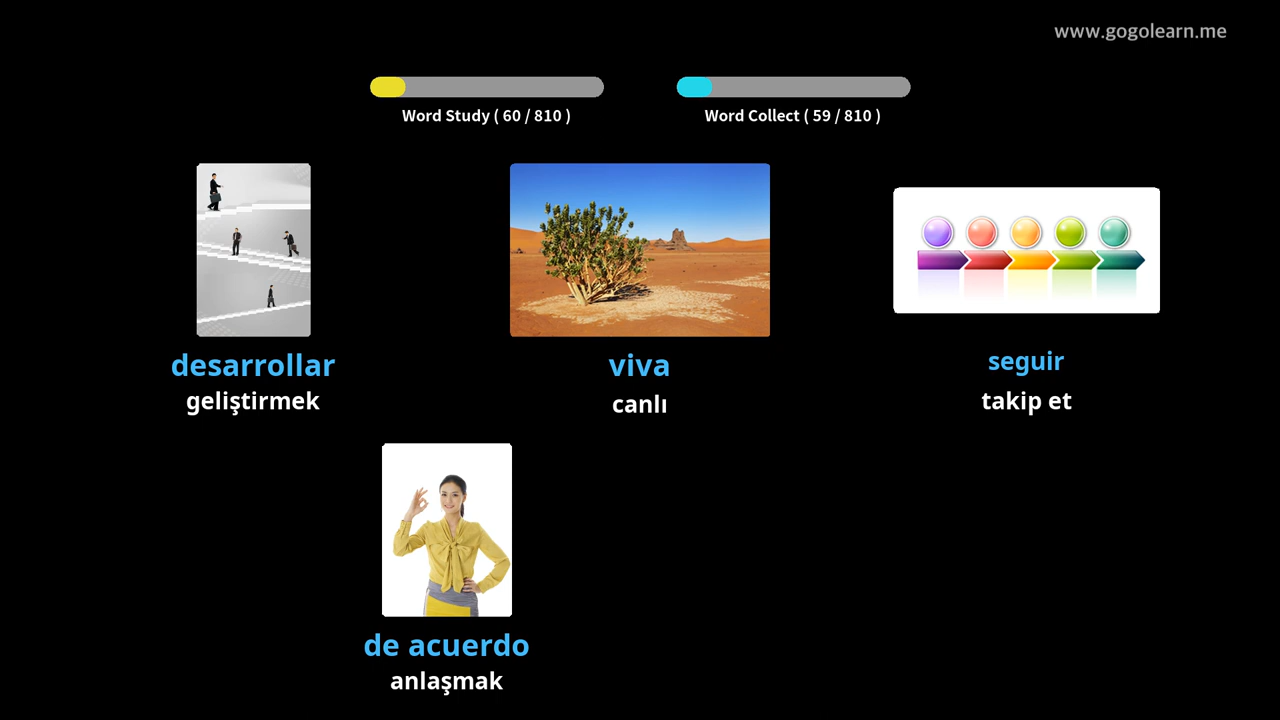 www.gogolearn.me
Word Study ( 60 / 810 )
Word Collect ( 59 / 810 )
desarrollar
geliştirmek
viva
canlı
seguir
takip et
de acuerdo
anlaşmak